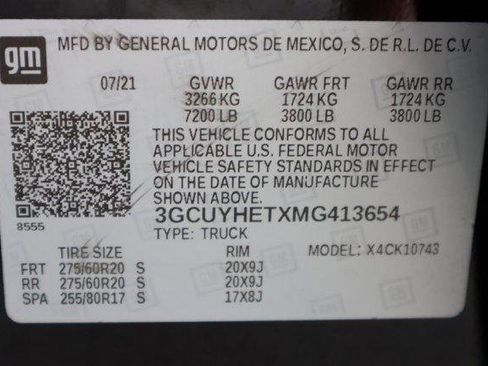 gm MFD BY GENERAL MOTORS DE MEXICO, S. DE R.L. DE C.V.
07/21 GVWR GAWR FRT GAWR RR
3266 KG 1724 KG 1724 KG
7200 LB 3800 LB 3800 LB
THIS VEHICLE CONFORMS TO ALL
APPLICABLE U.S. FEDERAL MOTOR
VEHICLE SAFETY STANDARDS IN EFFECT
ON THE DATE OF MANUFACTURE
SHOWN ABOVE.
8555 3GCUYHETXMG413654
TYPE: TRUCK
TIRE SIZE RIM MODEL: X4CK10743
FRT 275/60R20 S 20X9J
RR 275/60R20 S 20X9J
SPA 255/80R17 S 17X8J